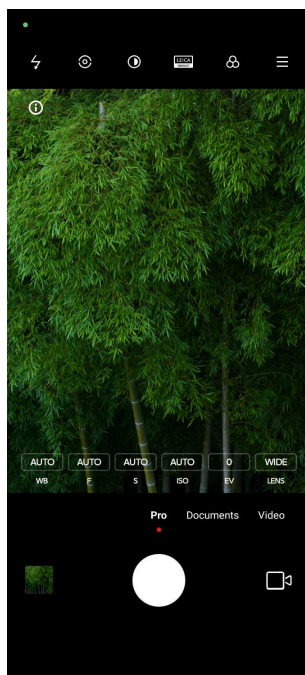 LEICA
AUTO AUTO AUTO AUTO 0 WIDE
WB F S ISO EV LENS
Pro Documents Video